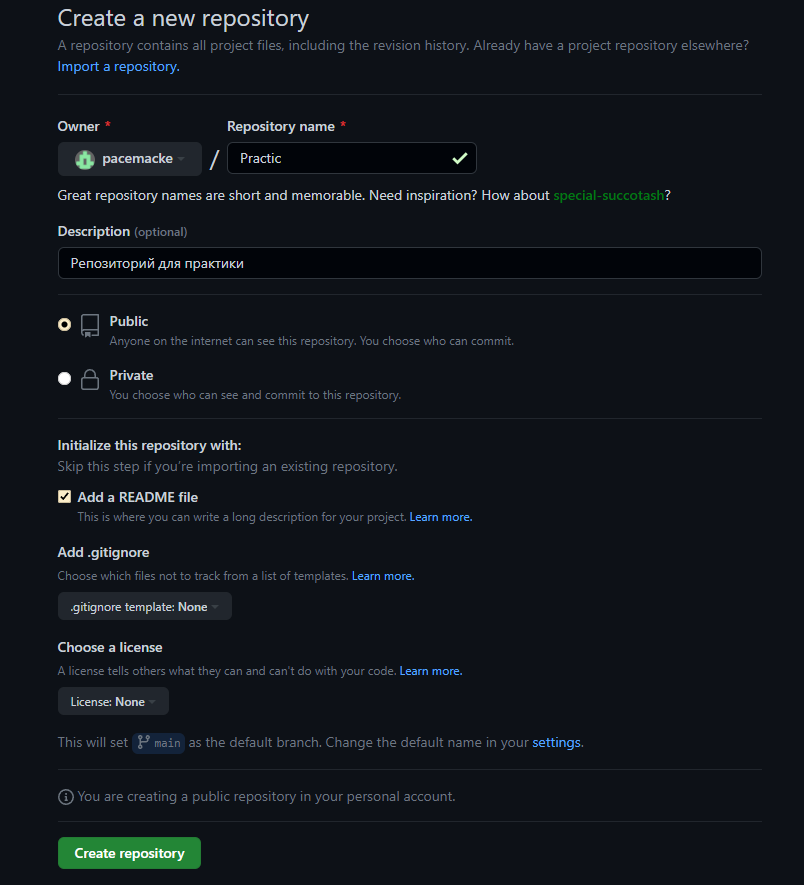 Create a new repository
A repository contains all project files, including the revision history. Already have a project repository elsewhere?
Import a repository.
Owner * Repository name *
pacemacke / Practic
Great repository names are short and memorable. Need inspiration? How about special-succotash?
Description (optional)
Репозиторий для практики
Public
Anyone on the internet can see this repository. You choose who can commit.
Private
You choose who can see and commit to this repository.
Initialize this repository with:
Skip this step if you're importing an existing repository.
Add a README file
This is where you can write a long description for your project. Learn more.
Add .gitignore
Choose which files not to track from a list of templates. Learn more.
.gitignore template: None
Choose a license
A license tells others what they can and can't do with your code. Learn more.
License: None
This will set main as the default branch. Change the default name in your settings.
You are creating a public repository in your personal account.
Create repository